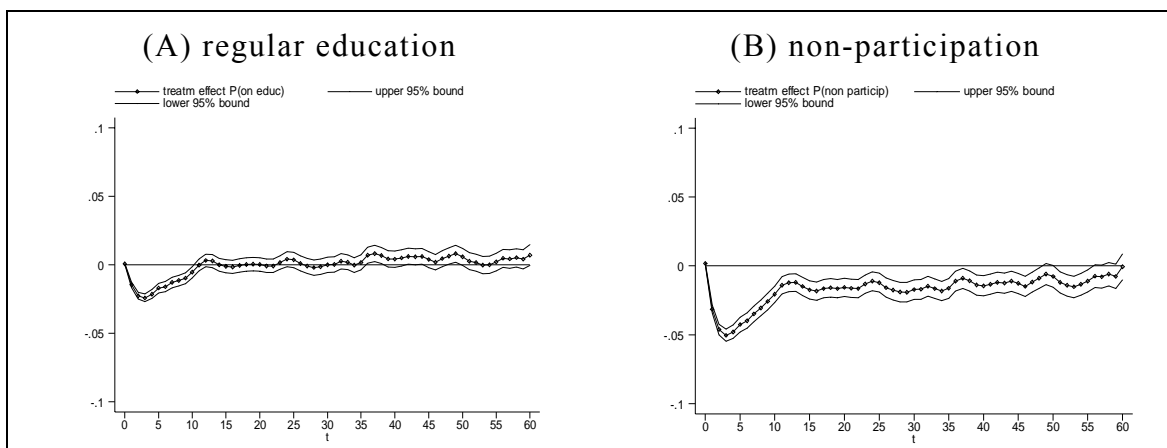 (A) regular education
treatm effect P(on educ) upper 95% bound
lower 95% bound
.1
.05
0
-.05
-.1
0 5 10 15 20 25 30 35 40 45 50 55 60
t
(B) non-participation
treatm effect P(non particip) upper 95% bound
lower 95% bound
.1
.05
0
-.05
-.1
0 5 10 15 20 25 30 35 40 45 50 55 60
t